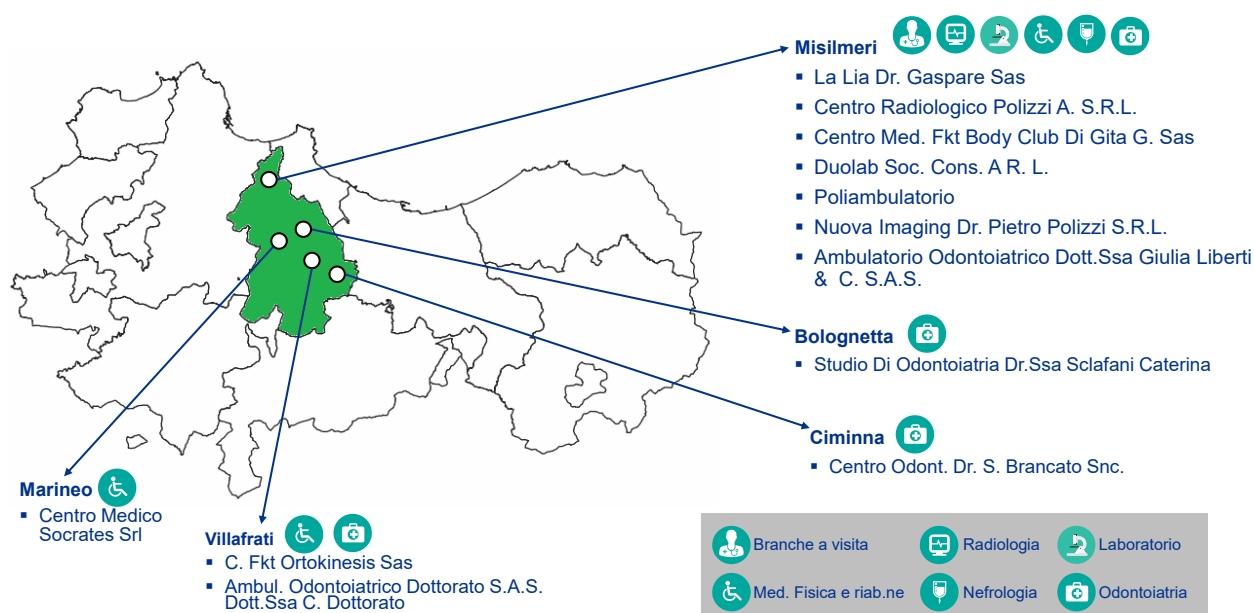 Misilmeri
▪ La Lia Dr. Gaspare Sas
▪ Centro Radiologico Polizzi A. S.R.L.
▪ Centro Med. Fkt Body Club Di Gita G. Sas
▪ Duolab Soc. Cons. A R. L.
▪ Poliambulatorio
▪ Nuova Imaging Dr. Pietro Polizzi S.R.L.
▪ Ambulatorio Odontoiatrico Dott.Ssa Giulia Liberti
& C. S.A.S.
Bolognetta
▪ Studio Di Odontoiatria Dr.Ssa Sclafani Caterina
Ciminna
▪ Centro Odont. Dr. S. Brancato Snc.
Marineo
▪ Centro Medico
Socrates Srl
Villafrati
▪ C. Fkt Ortokinesis Sas
▪ Ambul. Odontoiatrico Dottorato S.A.S.
Dott.Ssa C. Dottorato
Branche a visita
Radiologia
Laboratorio
Med. Fisica e riab.ne
Nefrologia
Odontoiatria